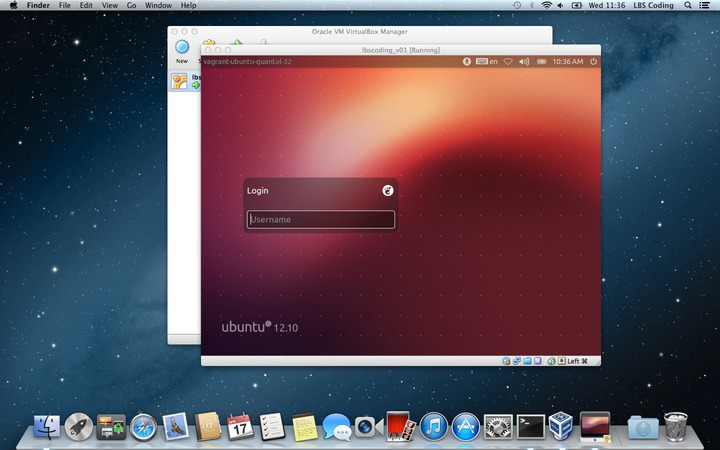 Finder File Edit View Go Window Help
Wed 11:36 LBS Coding
Oracle VM VirtualBox Manager
New
lbscoding_v01 [Running]
vagrant-ubuntu-quantal-32
en
10:36 AM
Login
Username
ubuntu 12.10
Left ⌘
17